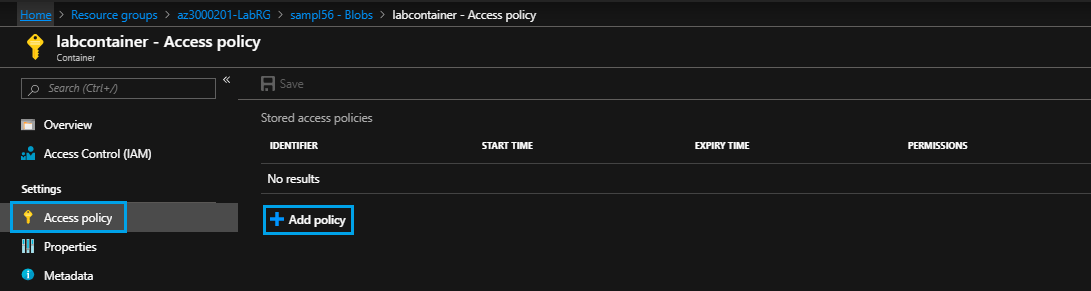 Home > Resource groups > az3000201-LabRG > sampl56 - Blobs > labcontainer - Access policy
labcontainer - Access policy
Container
Search (Ctrl+/)
«
Overview
Access Control (IAM)
Settings
Access policy
Properties
Metadata
Save
Stored access policies
IDENTIFIER START TIME EXPIRY TIME PERMISSIONS
No results
+ Add policy